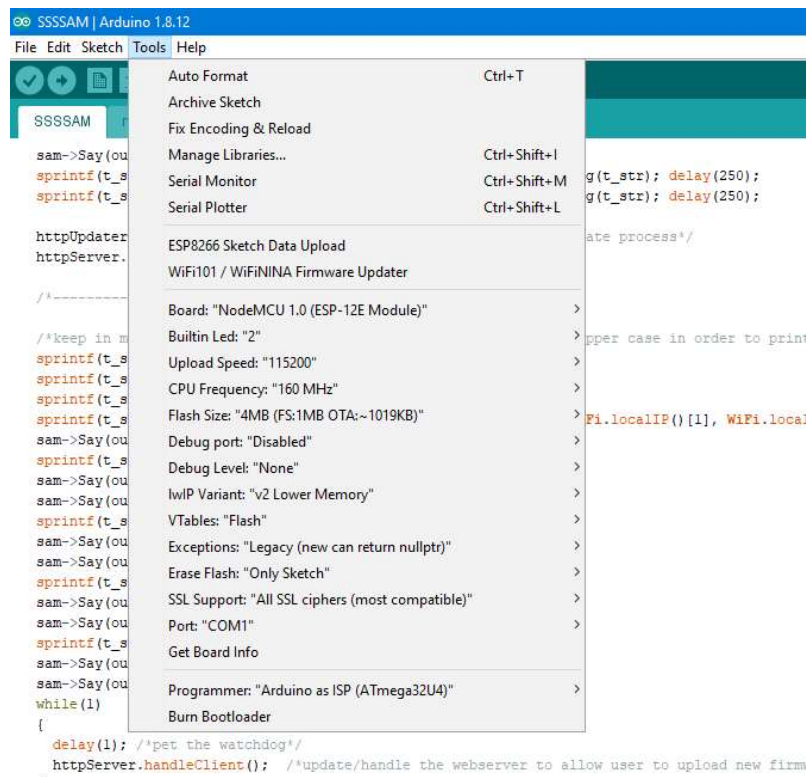 SSSSAM | Arduino 1.8.12
File Edit Sketch Tools Help
Auto Format Ctrl+T
Archive Sketch
SSSSAM
Fix Encoding & Reload
sam->Say(ou
Manage Libraries... Ctrl+Shift+I
sprintf(t_s
g(t_str); delay(250);
Serial Monitor Ctrl+Shift+M
sprintf(t_s
g(t_str); delay(250);
Serial Plotter Ctrl+Shift+L
httpUpdater
ate process*/
ESP8266 Sketch Data Upload
httpServer.
WiFi101 / WiFiNINA Firmware Updater
/*---------
Board: "NodeMCU 1.0 (ESP-12E Module)"
/*keep in m
Builtin Led: "2"
pper case in order to print
sprintf(t_s
Upload Speed: "115200"
sprintf(t_s
CPU Frequency: "160 MHz"
sprintf(t_s
Flash Size: "4MB (FS:1MB OTA:~1019KB)"
sprintf(t_s
Fi.localIP()[1], WiFi.local
sam->Say(ou
Debug port: "Disabled"
sprintf(t_s
Debug Level: "None"
sam->Say(ou
lwIP Variant: "v2 Lower Memory"
sam->Say(ou
sprintf(t_s
VTables: "Flash"
sam->Say(ou
Exceptions: "Legacy (new can return nullptr)"
sam->Say(ou
Erase Flash: "Only Sketch"
sprintf(t_s
sam->Say(ou
SSL Support: "All SSL ciphers (most compatible)"
sam->Say(ou
Port: "COM1"
sprintf(t_s
Get Board Info
sam->Say(ou
sam->Say(ou
Programmer: "Arduino as ISP (ATmega32U4)"
while(1)
Burn Bootloader
{
delay(1); /*pet the watchdog*/
httpServer.handleClient(); /*update/handle the webserver to allow user to upload new firm